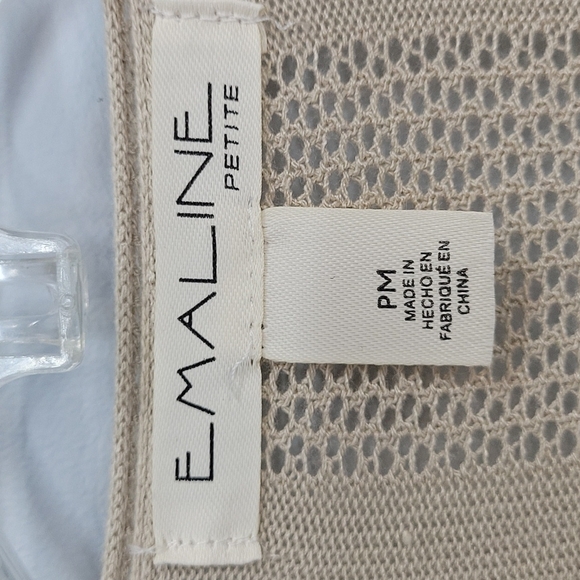 EMALINE
PETITE
PM
MADE IN
HECHO EN
FABRIQUÉ EN
CHINA